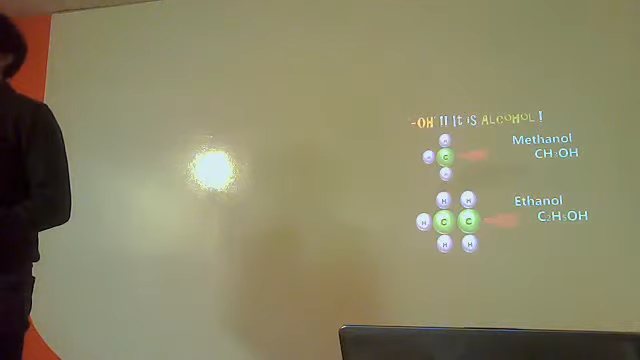 -OH !! It is ALCOHOL !
Methanol
CH₃OH
Ethanol
C₂H₅OH
H
H
C
H
H H
H C C
H H